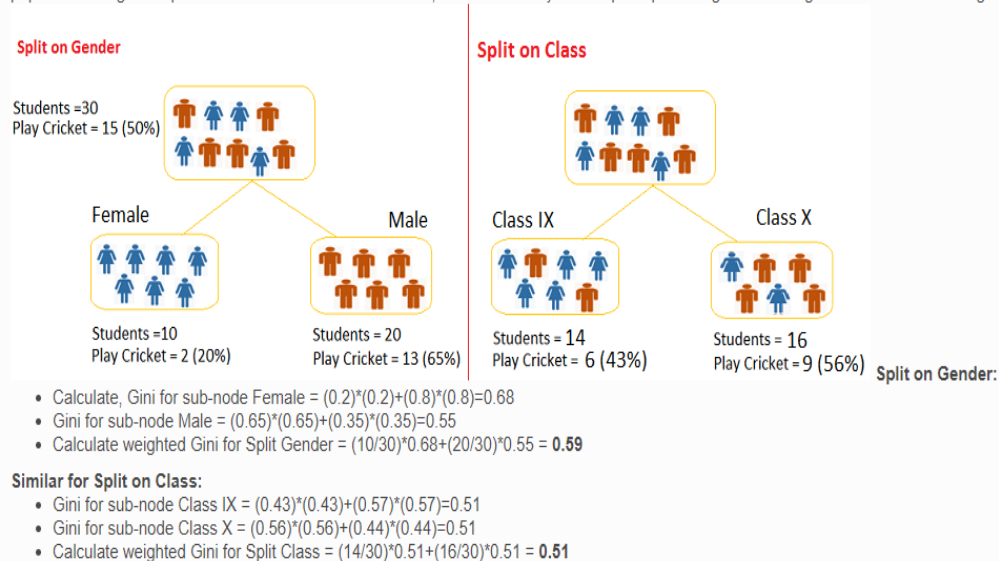 Split on Gender
Students =30
Play Cricket = 15 (50%)
Female
Male
Students =10
Play Cricket = 2 (20%)
Students = 20
Play Cricket = 13 (65%)
Split on Class
Class IX
Class X
Students = 14
Play Cricket = 6 (43%)
Students = 16
Play Cricket = 9 (56%)
Split on Gender:
• Calculate, Gini for sub-node Female = (0.2)*(0.2)+(0.8)*(0.8)=0.68
• Gini for sub-node Male = (0.65)*(0.65)+(0.35)*(0.35)=0.55
• Calculate weighted Gini for Split Gender = (10/30)*0.68+(20/30)*0.55 = 0.59
Similar for Split on Class:
• Gini for sub-node Class IX = (0.43)*(0.43)+(0.57)*(0.57)=0.51
• Gini for sub-node Class X = (0.56)*(0.56)+(0.44)*(0.44)=0.51
• Calculate weighted Gini for Split Class = (14/30)*0.51+(16/30)*0.51 = 0.51